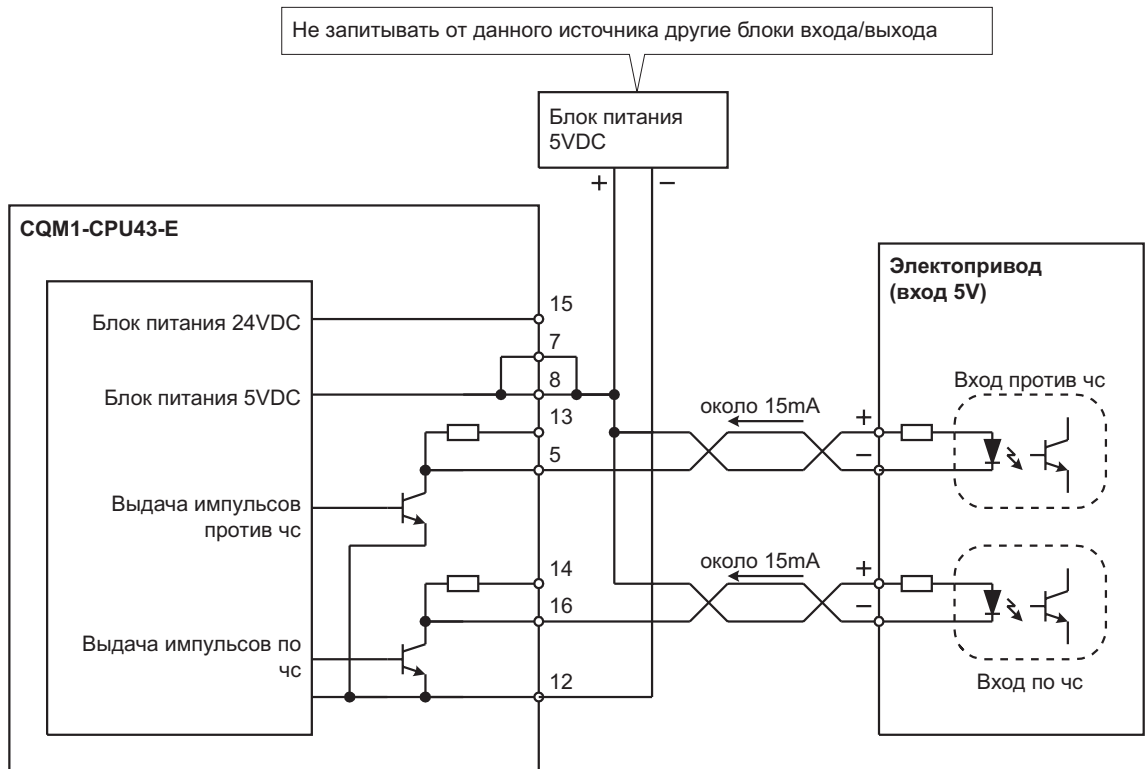 Не запитывать от данного источника другие блоки входа/выхода
Блок питания
5VDC
+
−
CQM1-CPU43-E
Электопривод
(вход 5V)
Блок питания 24VDC
15
7
Блок питания 5VDC
8
13
5
около 15mA
+
−
Вход против чс
Выдача импульсов
против чс
14
16
около 15mA
+
−
Выдача импульсов по
чс
12
Вход по чс